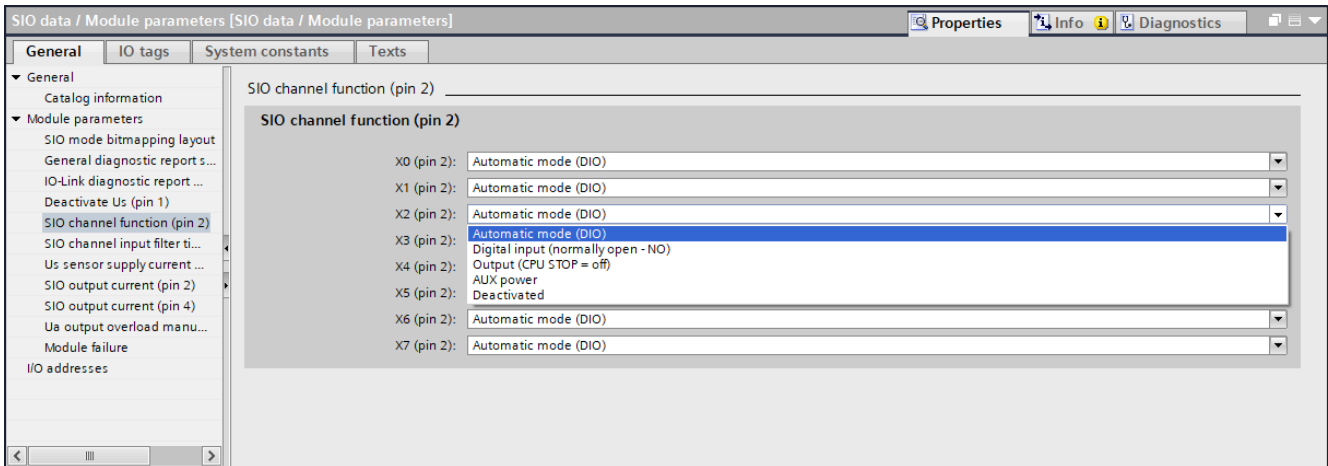 SIO data / Module parameters [SIO data / Module parameters]
Properties Info Diagnostics
General IO tags System constants Texts
General
Catalog information
Module parameters
SIO mode bitmapping layout
General diagnostic report s...
IO-Link diagnostic report ...
Deactivate Us (pin 1)
SIO channel function (pin 2)
SIO channel input filter ti...
Us sensor supply current ...
SIO output current (pin 2)
SIO output current (pin 4)
Ua output overload manu...
Module failure
I/O addresses
SIO channel function (pin 2)
SIO channel function (pin 2)
X0 (pin 2): Automatic mode (DIO)
X1 (pin 2): Automatic mode (DIO)
X2 (pin 2): Automatic mode (DIO)
X3 (pin 2):
X4 (pin 2):
X5 (pin 2):
Automatic mode (DIO)
Digital input (normally open - NO)
Output (CPU STOP = off)
AUX power
Deactivated
X6 (pin 2): Automatic mode (DIO)
X7 (pin 2): Automatic mode (DIO)